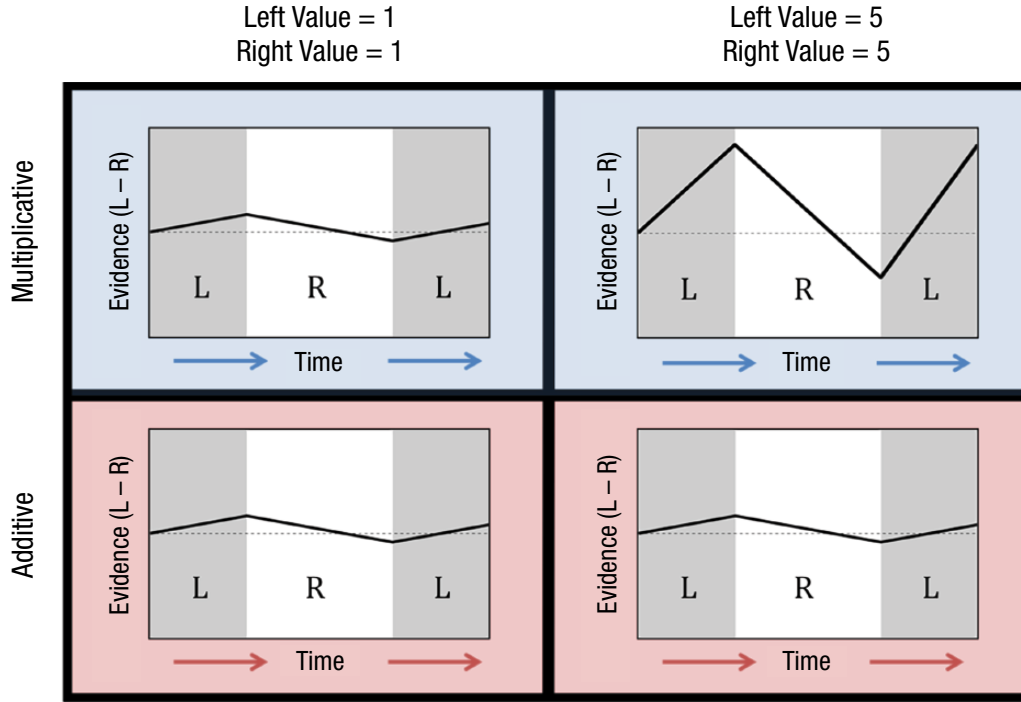 Left Value = 1
Right Value = 1
Left Value = 5
Right Value = 5
Multiplicative
Evidence (L – R)
L
R
L
Time
Evidence (L – R)
L
R
L
Time
Additive
Evidence (L – R)
L
R
L
Time
Evidence (L – R)
L
R
L
Time